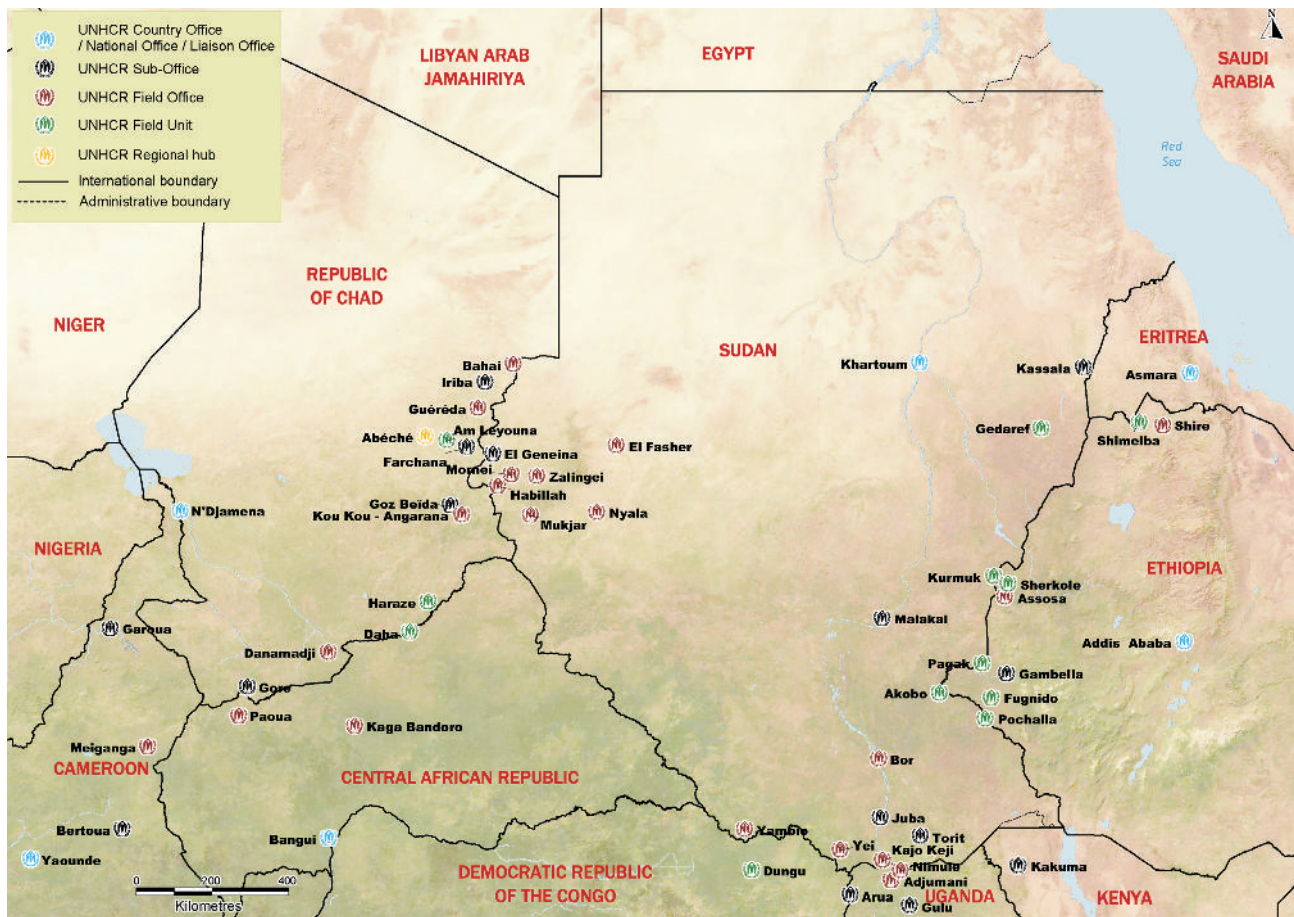 UNHCR Country Office
/ National Office / Liaison Office
UNHCR Sub-Office
UNHCR Field Office
UNHCR Field Unit
UNHCR Regional hub
International boundary
Administrative boundary
N
LIBYAN ARAB
JAMAHIRIYA
EGYPT
SAUDI
ARABIA
Red
Sea
REPUBLIC
OF CHAD
NIGER
SUDAN
ERITREA
Bahai
Iriba
Khartoum
Kassala
Asmara
Guéréda
Abéché
Am Leyouna
Farchana
El Geneina
El Fasher
Gedaref
Shimelba
Shire
Mornei
Zalingei
Habillah
Goz Beïda
Kou Kou - Angarana
Mukjar
Nyala
N'Djamena
NIGERIA
ETHIOPIA
Kurmuk
Sherkole
Assosa
Haraze
Daha
Malakal
Garoua
Addis Ababa
Danamadji
Pagak
Gambella
Gore
Akobo
Fugnido
Paoua
Kaga Bandoro
Pochalla
Meiganga
CAMEROON
CENTRAL AFRICAN REPUBLIC
Bor
Bertoua
Bangui
Yambio
Juba
Torit
Yei
Kajo Keji
Yaounde
DEMOCRATIC REPUBLIC
OF THE CONGO
Dungu
Nimule
Adjumani
Kakuma
Arua
UGANDA
Gulu
KENYA
0 200 400
Kilometres